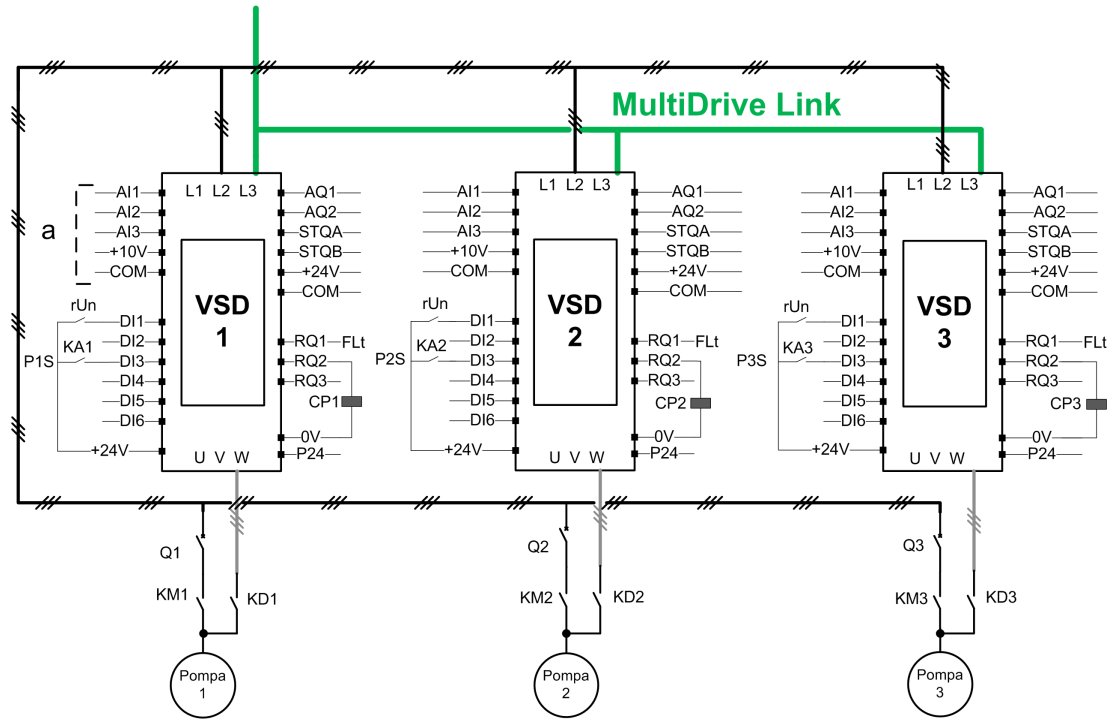 MultiDrive Link
L1 L2 L3
AI1
AI2
AI3
+10V
COM
a
AQ1
AQ2
STQA
STQB
+24V
COM
rUn
DI1
DI2
P1S
KA1
DI3
DI4
DI5
DI6
+24V
VSD
1
RQ1
FLt
RQ2
RQ3
CP1
0V
P24
U V W
L1 L2 L3
AI1
AI2
AI3
+10V
COM
AQ1
AQ2
STQA
STQB
+24V
COM
rUn
DI1
DI2
P2S
KA2
DI3
DI4
DI5
DI6
+24V
VSD
2
RQ1
FLt
RQ2
RQ3
CP2
0V
P24
U V W
L1 L2 L3
AI1
AI2
AI3
+10V
COM
AQ1
AQ2
STQA
STQB
+24V
COM
rUn
DI1
DI2
P3S
KA3
DI3
DI4
DI5
DI6
+24V
VSD
3
RQ1
FLt
RQ2
RQ3
CP3
0V
P24
U V W
Q1
KM1
KD1
Pompa
1
Q2
KM2
KD2
Pompa
2
Q3
KM3
KD3
Pompa
3